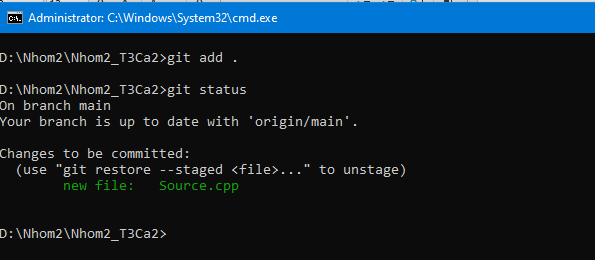 Administrator: C:\Windows\System32\cmd.exe
D:\Nhom2\Nhom2_T3Ca2>git add .
D:\Nhom2\Nhom2_T3Ca2>git status
On branch main
Your branch is up to date with 'origin/main'.
Changes to be committed:
(use "git restore --staged <file>..." to unstage)
new file:   Source.cpp
D:\Nhom2\Nhom2_T3Ca2>